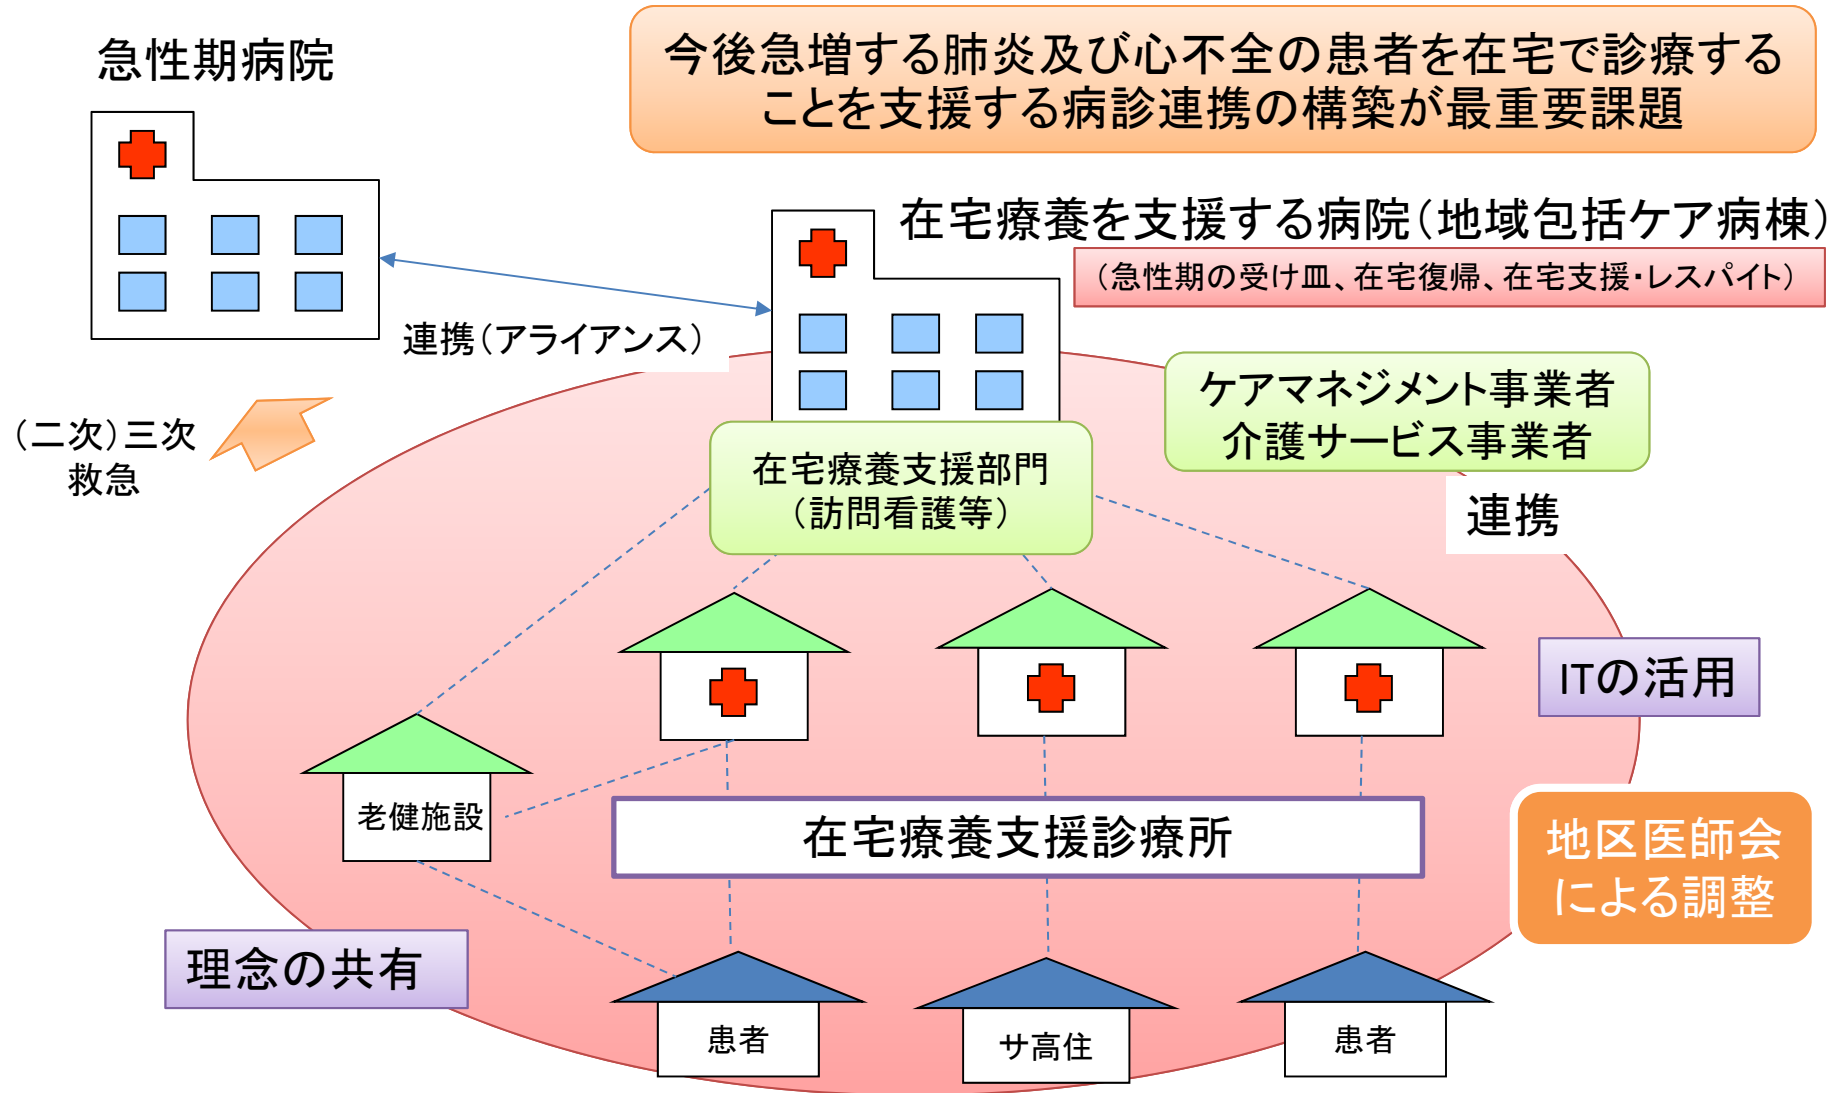 急性期病院
今後急増する肺炎及び心不全の患者を在宅で診療する
ことを支援する病診連携の構築が最重要課題
在宅療養を支援する病院（地域包括ケア病棟）
（急性期の受け皿、在宅復帰、在宅支援・レスパイト）
連携（アライアンス）
ケアマネジメント事業者
介護サービス事業者
（二次）三次
救急
在宅療養支援部門
（訪問看護等）
連携
ITの活用
老健施設
在宅療養支援診療所
地区医師会
による調整
理念の共有
患者
サ高住
患者